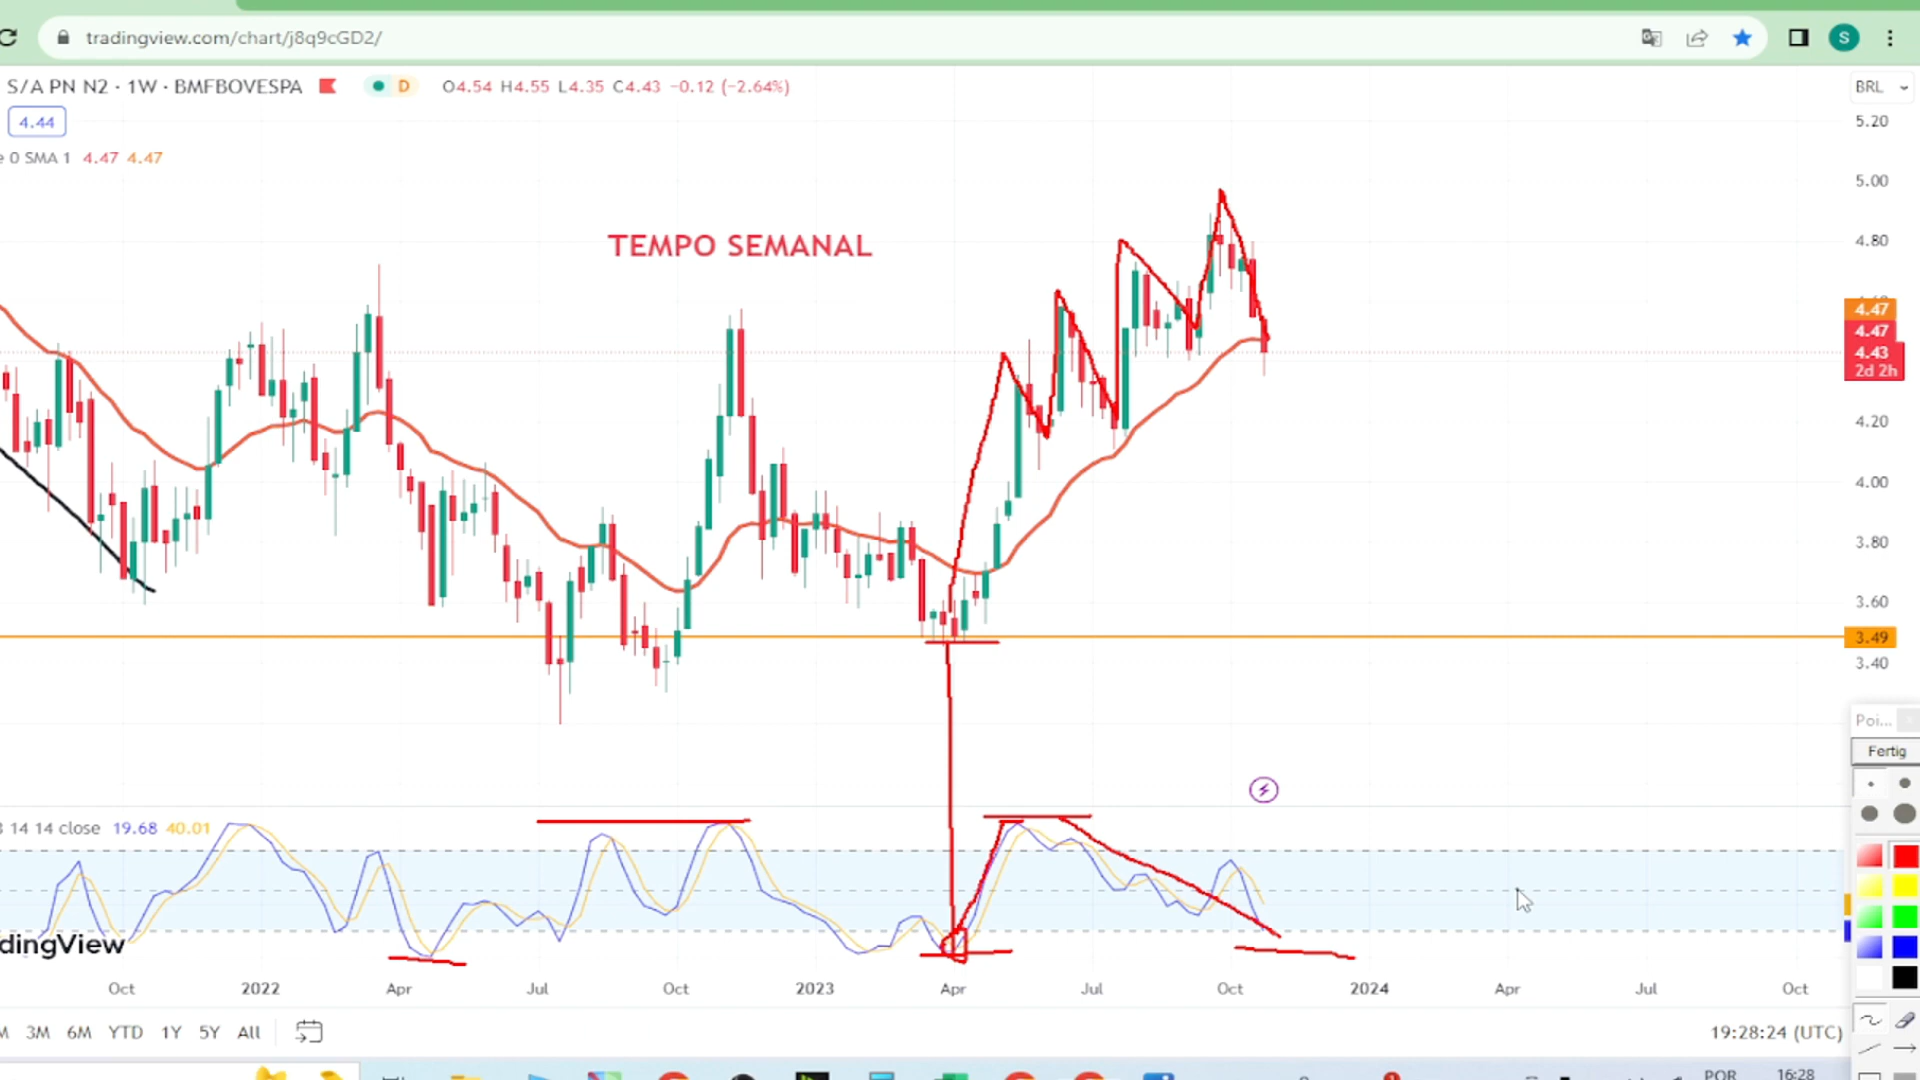 tradingview.com/chart/j8q9cGD2/
S
S/A PN N2 · 1W · BMFBOVESPA D O4.54 H4.55 L4.35 C4.43 −0.12 (−2.64%)
BRL
4.44
0 SMA 1 4.47 4.47
TEMPO SEMANAL
5.20
5.00
4.80
4.47
4.47
4.43
2d 2h
4.20
4.00
3.80
3.60
3.49
3.40
Poi...
Fertig
14 14 close 19.68 40.01
dingView
Oct 2022 Apr Jul Oct 2023 Apr Jul Oct 2024 Apr Jul Oct
3M 6M YTD 1Y 5Y All
19:28:24 (UTC)
POR
16:28